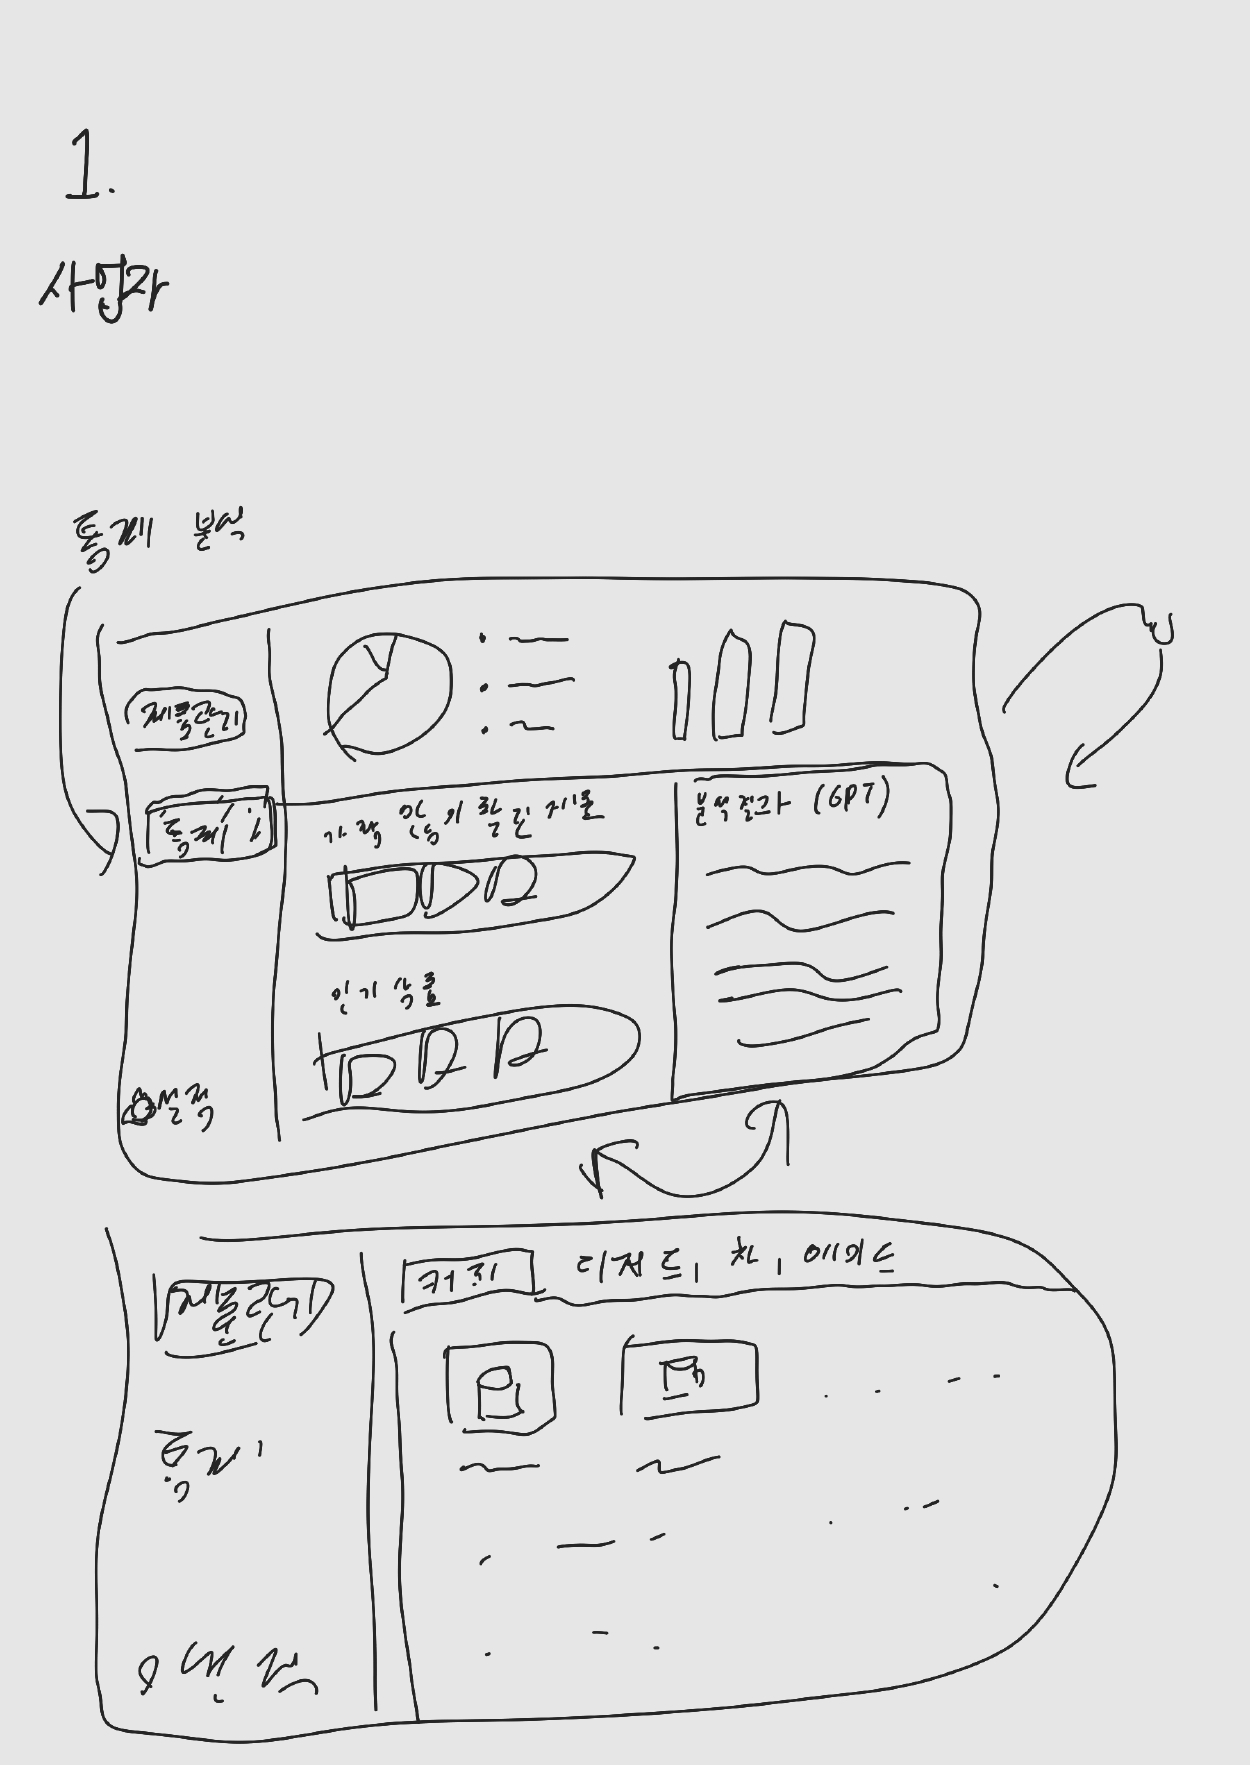 1.
사장
통계 분석
제품관리
통계
가장 많이 팔린 제품
분석결과 (GPT)
인기 상품
설정
커피 디저트 차 에이드
제품관리
통계
설정